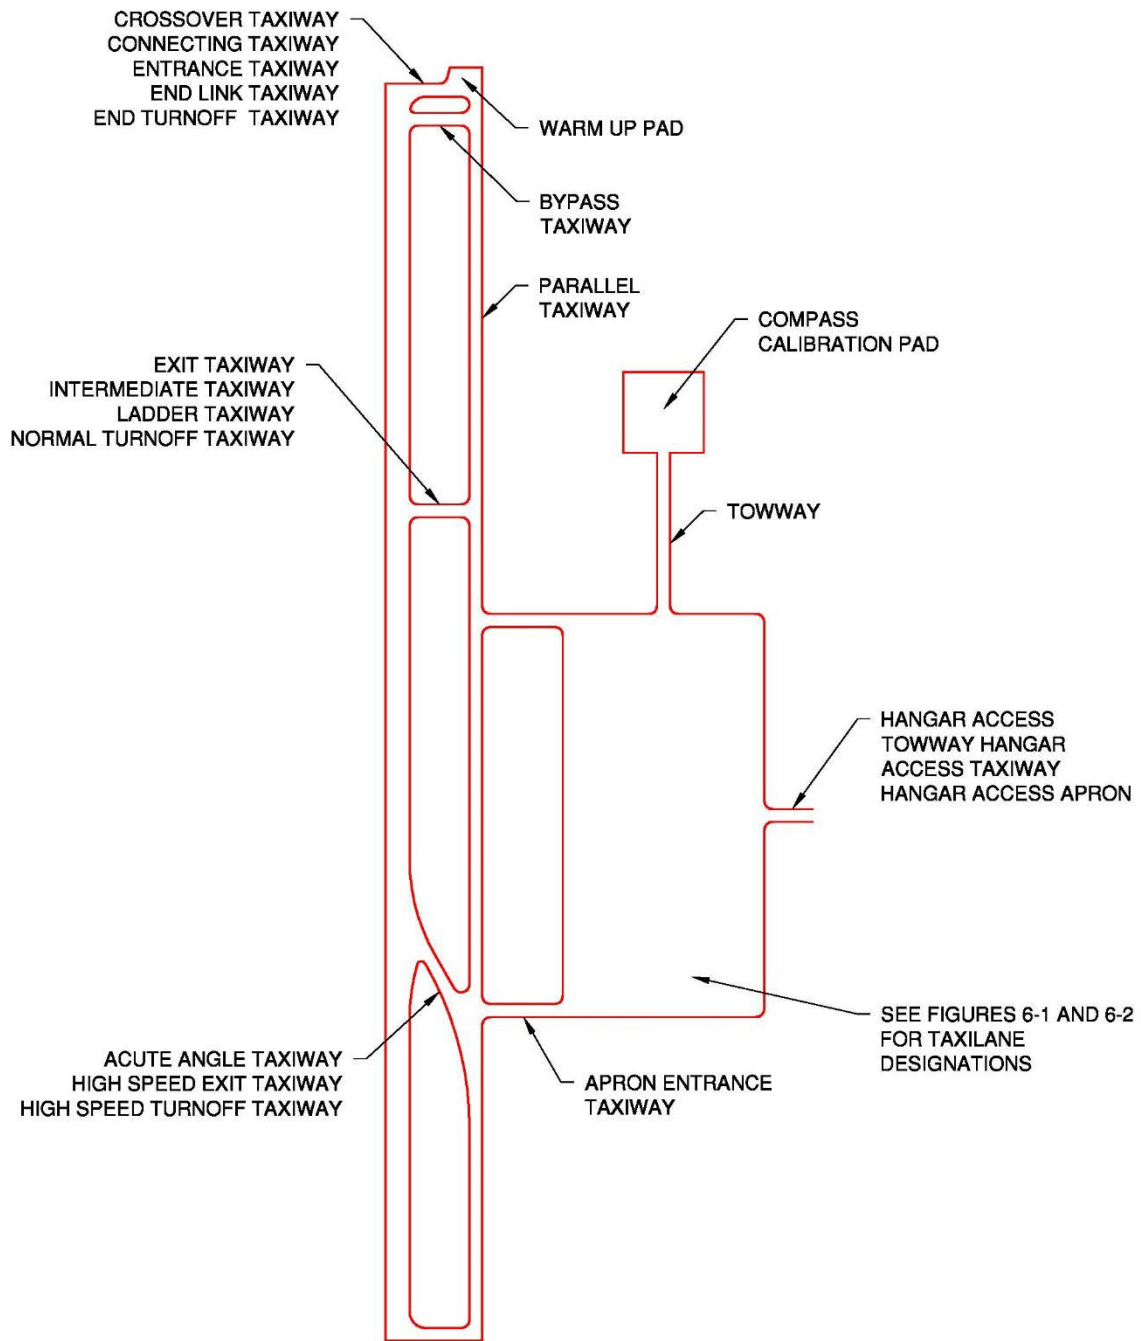 CROSSOVER TAXIWAY
CONNECTING TAXIWAY
ENTRANCE TAXIWAY
END LINK TAXIWAY
END TURNOFF TAXIWAY
WARM UP PAD
BYPASS
TAXIWAY
PARALLEL
TAXIWAY
COMPASS
CALIBRATION PAD
EXIT TAXIWAY
INTERMEDIATE TAXIWAY
LADDER TAXIWAY
NORMAL TURNOFF TAXIWAY
TOWWAY
HANGAR ACCESS
TOWWAY HANGAR
ACCESS TAXIWAY
HANGAR ACCESS APRON
SEE FIGURES 6-1 AND 6-2
FOR TAXILANE
DESIGNATIONS
ACUTE ANGLE TAXIWAY
HIGH SPEED EXIT TAXIWAY
HIGH SPEED TURNOFF TAXIWAY
APRON ENTRANCE
TAXIWAY